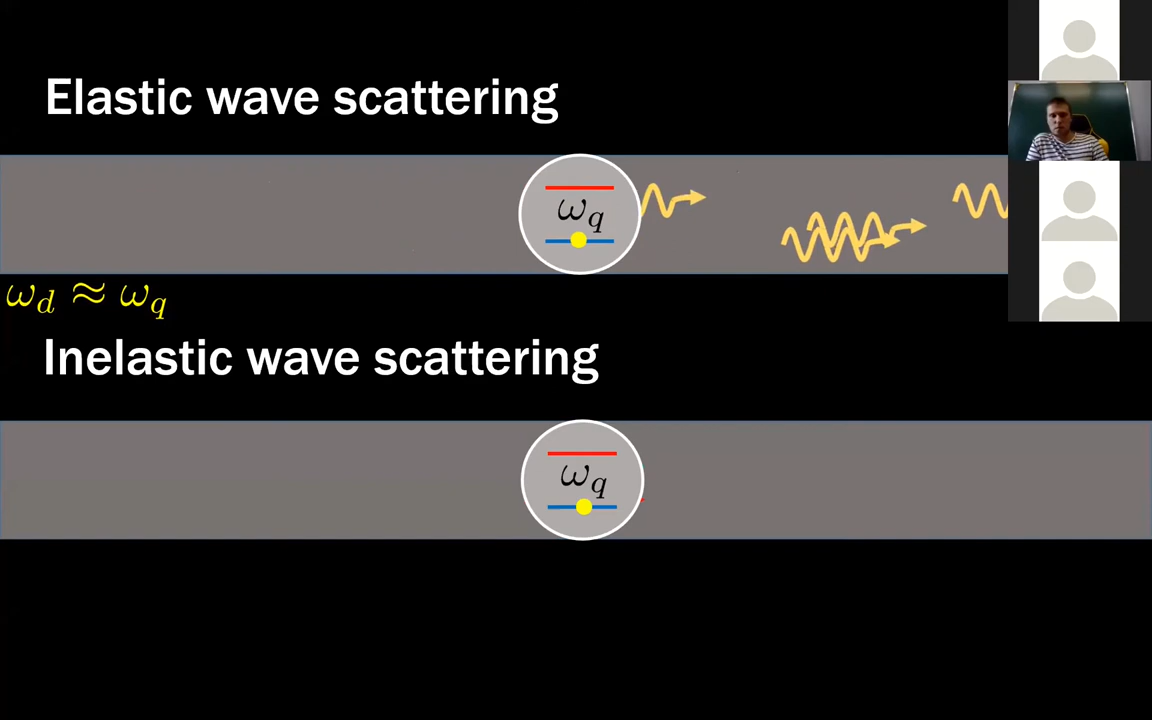 Elastic wave scattering
ω_q
ω_d ≈ ω_q
Inelastic wave scattering
ω_q